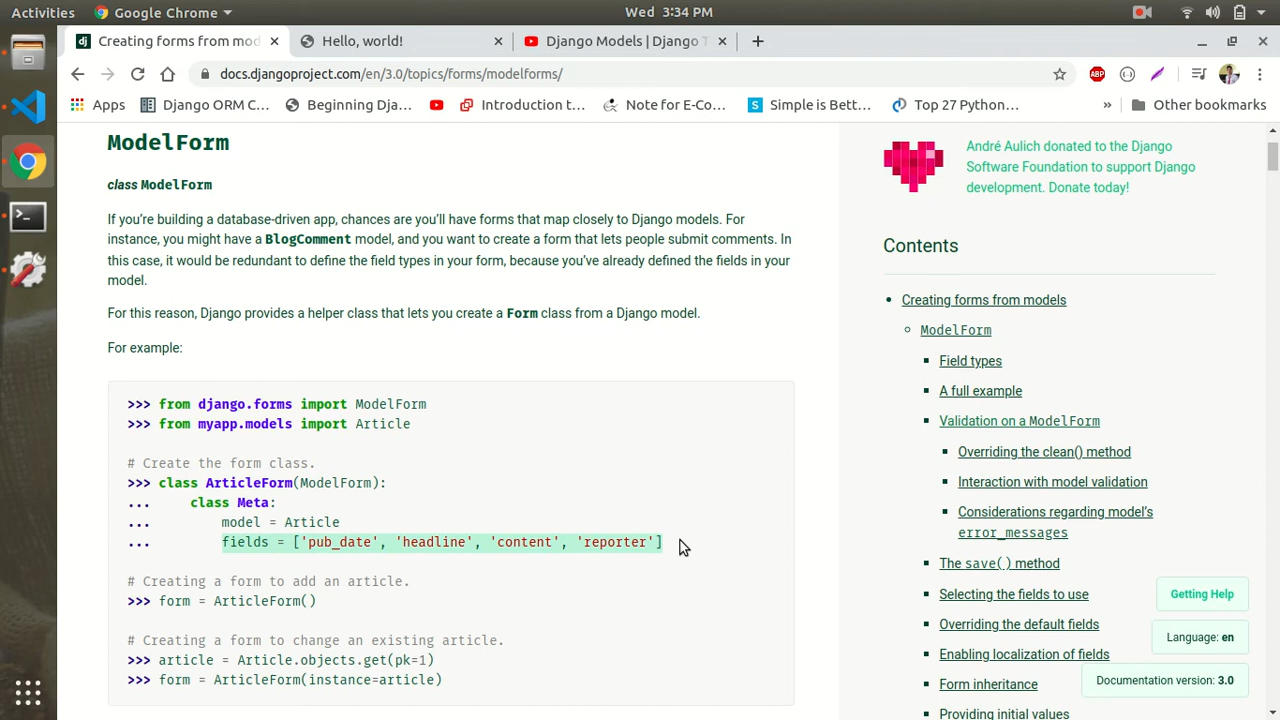 Activities
Google Chrome
Wed 3:34 PM
Creating forms from mod
Hello, world!
Django Models | Django T
docs.djangoproject.com/en/3.0/topics/forms/modelforms/
ABP
Apps
Django ORM C...
Beginning Dja...
Introduction t...
Note for E-Co...
Simple is Bett...
Top 27 Python...
»
Other bookmarks
ModelForm
class ModelForm
If you’re building a database-driven app, chances are you’ll have forms that map closely to Django models. For
instance, you might have a BlogComment model, and you want to create a form that lets people submit comments. In
this case, it would be redundant to define the field types in your form, because you’ve already defined the fields in your
model.
For this reason, Django provides a helper class that lets you create a Form class from a Django model.
For example:
>>> from django.forms import ModelForm
>>> from myapp.models import Article
# Create the form class.
>>> class ArticleForm(ModelForm):
...     class Meta:
...         model = Article
...         fields = ['pub_date', 'headline', 'content', 'reporter']
# Creating a form to add an article.
>>> form = ArticleForm()
# Creating a form to change an existing article.
>>> article = Article.objects.get(pk=1)
>>> form = ArticleForm(instance=article)
André Aulich donated to the Django
Software Foundation to support Django
development. Donate today!
Contents
Creating forms from models
ModelForm
Field types
A full example
Validation on a ModelForm
Overriding the clean() method
Interaction with model validation
Considerations regarding model’s
error_messages
The save() method
Selecting the fields to use
Overriding the default fields
Enabling localization of fields
Form inheritance
Providing initial values
Getting Help
Language: en
Documentation version: 3.0